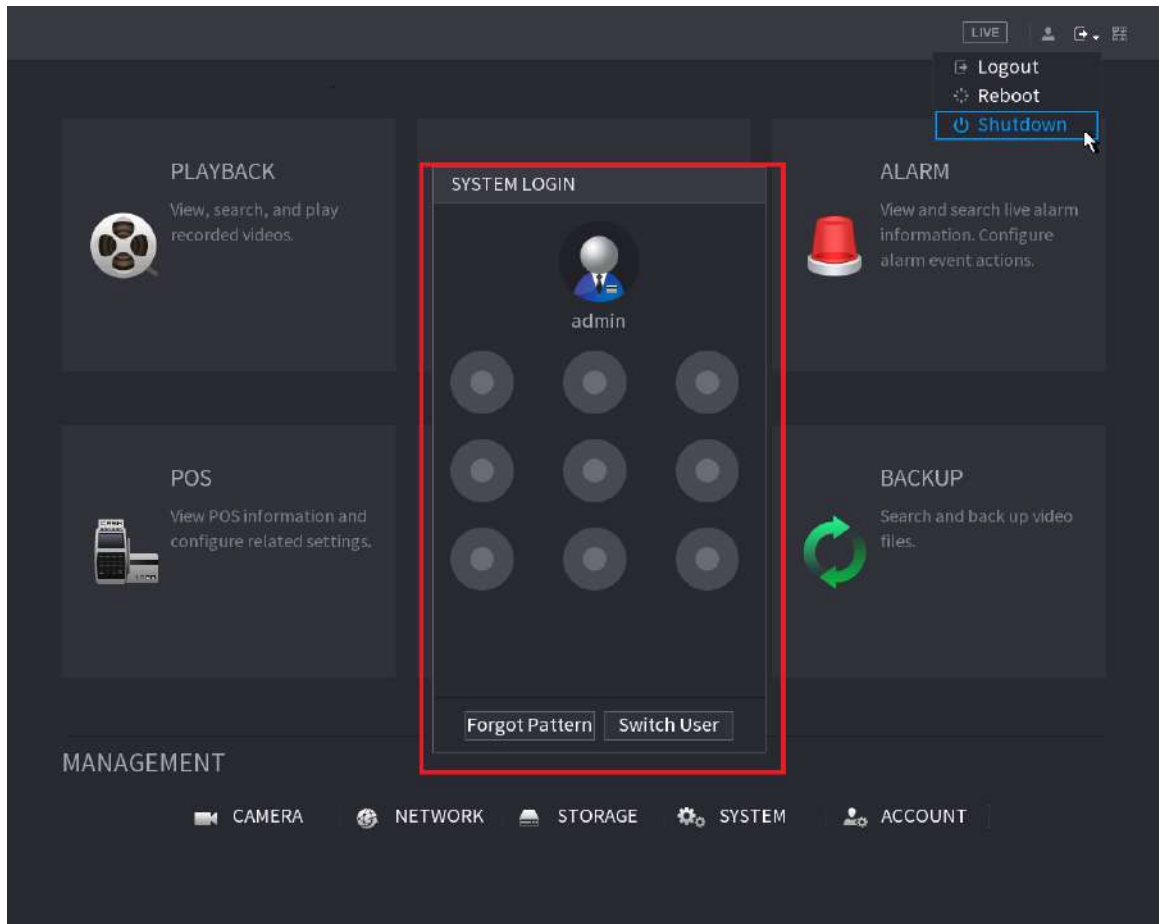 LIVE
Logout
Reboot
Shutdown
PLAYBACK
View, search, and play
recorded videos.
SYSTEM LOGIN
admin
ALARM
View and search live alarm
information. Configure
alarm event actions.
POS
View POS information and
configure related settings.
BACKUP
Search and back up video
files.
Forgot Pattern
Switch User
MANAGEMENT
CAMERA
NETWORK
STORAGE
SYSTEM
ACCOUNT